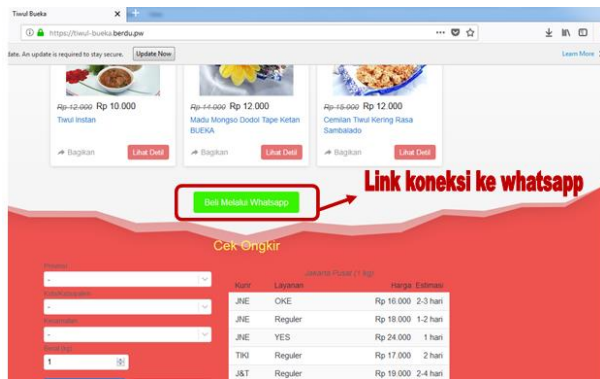 Tiwul Bueka
https://tiwul-bueka.berdu.pw
date. An update is required to stay secure. Update Now Learn More
Rp 12.000 Rp 10.000
Tiwul Instan
Bagikan Lihat Detil
Rp 14.000 Rp 12.000
Madu Mongso Dodol Tape Ketan
BUEKA
Bagikan Lihat Detil
Rp 15.000 Rp 12.000
Cemilan Tiwul Kering Rasa
Sambalado
Bagikan Lihat Detil
Beli Melalui Whatsapp
Link koneksi ke whatsapp
Cek Ongkir
Provinsi
-
Kota/Kabupaten
-
Kecamatan
-
Berat (kg)
1
Jakarta Pusat (1 kg)
Kurir Layanan Harga Estimasi
JNE OKE Rp 16.000 2-3 hari
JNE Reguler Rp 18.000 1-2 hari
JNE YES Rp 24.000 1 hari
TIKI Reguler Rp 17.000 2 hari
J&T Reguler Rp 19.000 2-4 hari